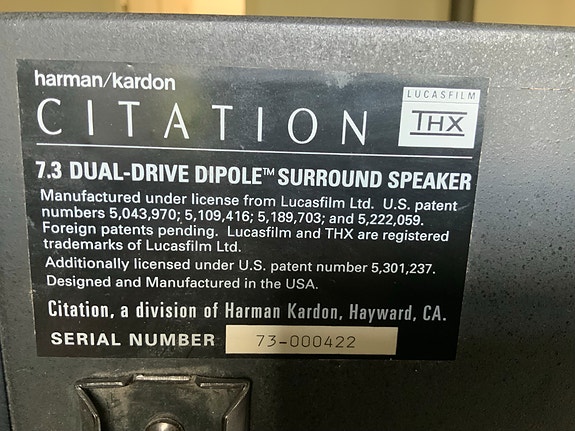 harman/kardon
CITATION
LUCASFILM
THX
7.3 DUAL-DRIVE DIPOLE™ SURROUND SPEAKER
Manufactured under license from Lucasfilm Ltd. U.S. patent
numbers 5,043,970; 5,109,416; 5,189,703; and 5,222,059.
Foreign patents pending. Lucasfilm and THX are registered
trademarks of Lucasfilm Ltd.
Additionally licensed under U.S. patent number 5,301,237.
Designed and Manufactured in the USA.
Citation, a division of Harman Kardon, Hayward, CA.
SERIAL NUMBER 73-000422